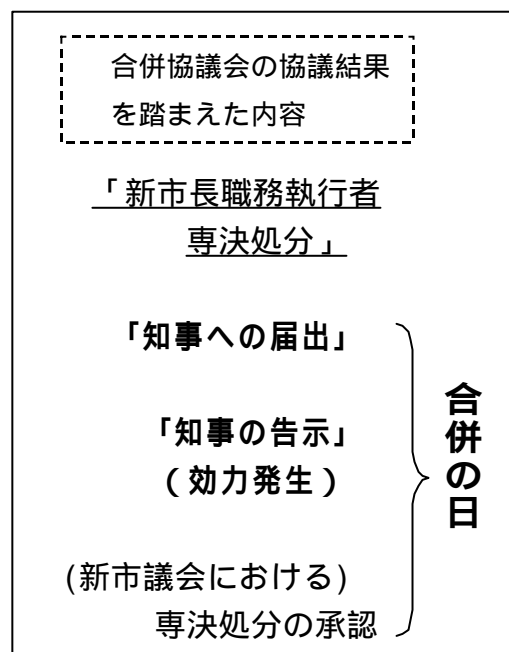 合併協議会の協議結果
を踏まえた内容
「新市長職務執行者
専決処分」
「知事への届出」
「知事の告示」
（効力発生）
(新市議会における)
専決処分の承認
合併の日